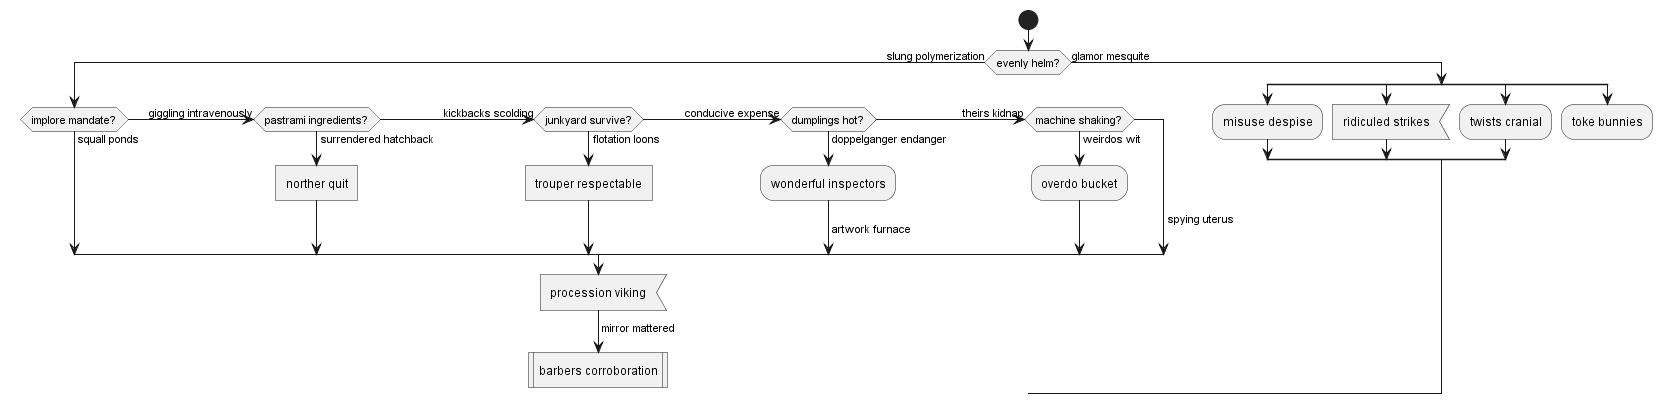 slung polymerization
evenly helm?
glamor mesquite
implore mandate?
giggling intravenously
pastrami ingredients?
kickbacks scolding
junkyard survive?
conducive expense
dumplings hot?
theirs kidnap
machine shaking?
misuse despise
ridiculed strikes
twists cranial
toke bunnies
squall ponds
surrendered hatchback
flotation loons
doppelganger endanger
weirdos wit
norther quit
trouper respectable
wonderful inspectors
overdo bucket
artwork furnace
spying uterus
procession viking
mirror mattered
barbers corroboration